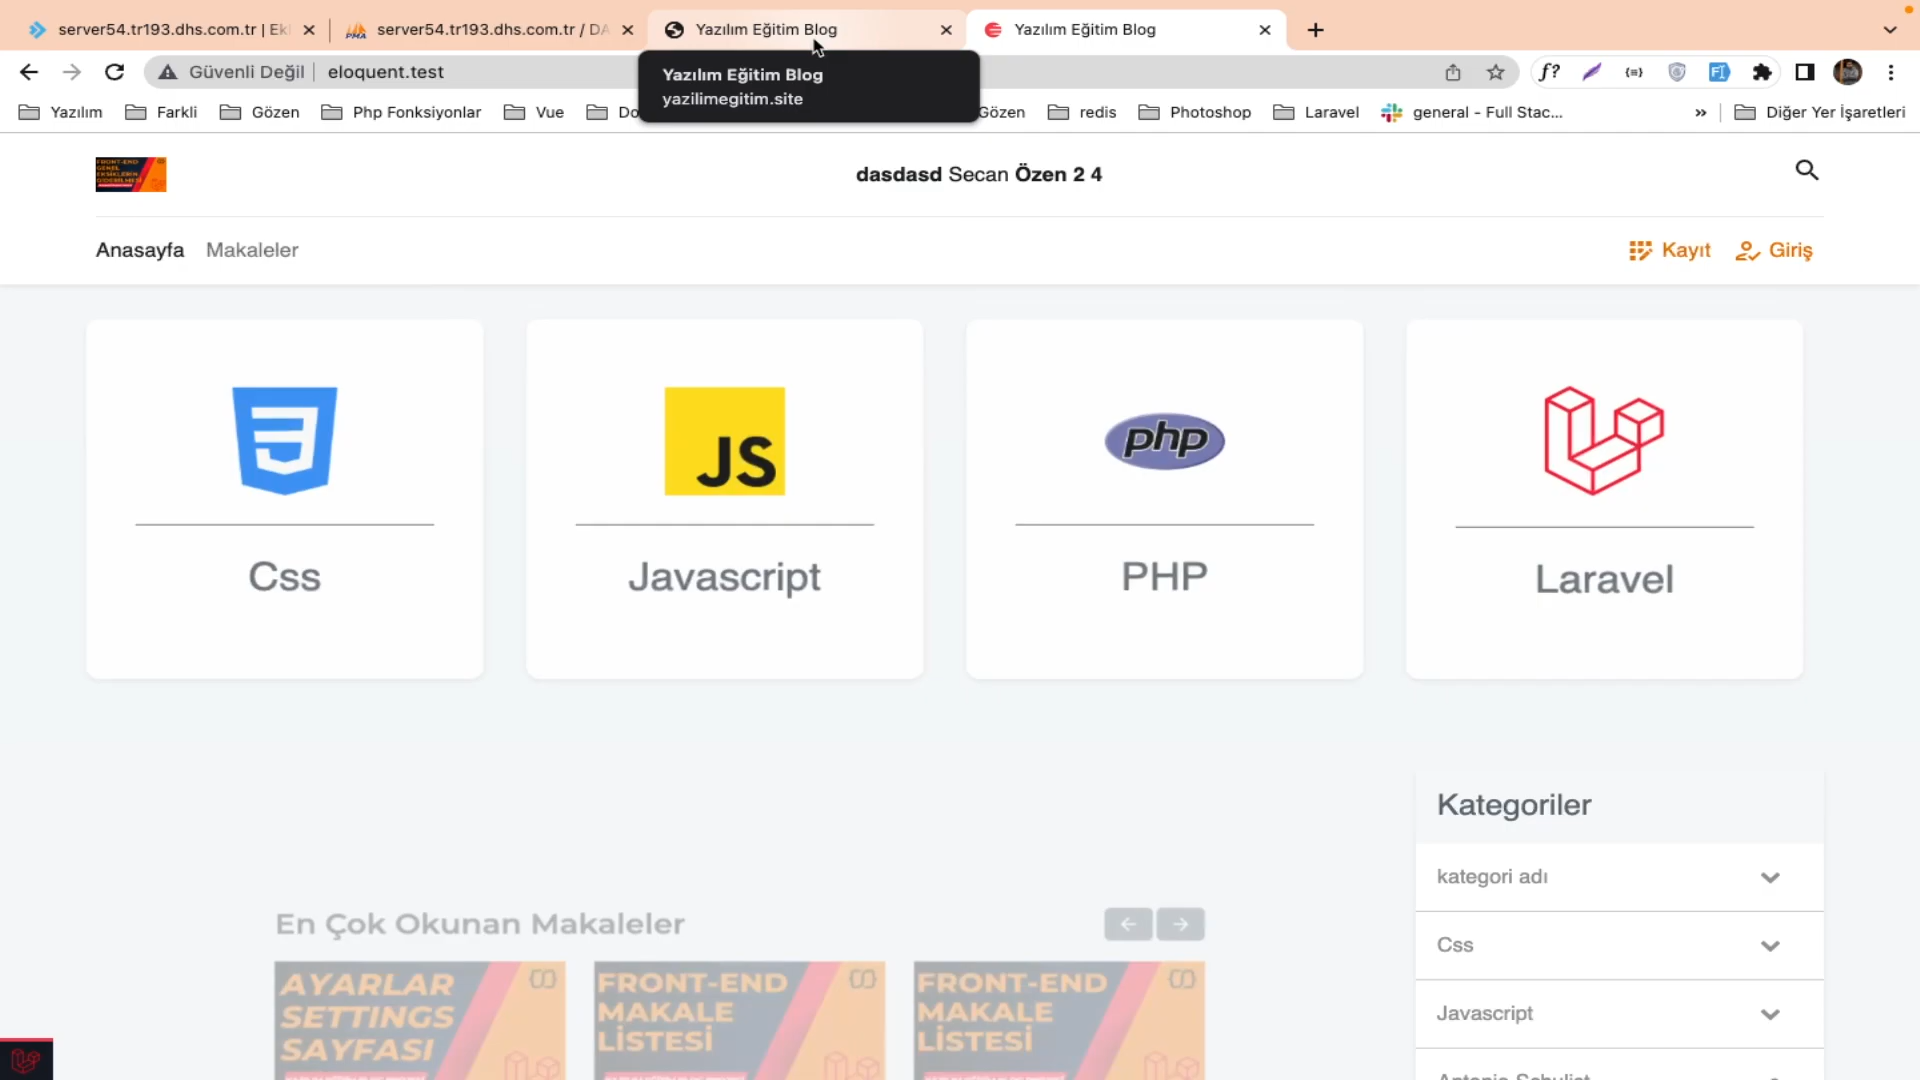 server54.tr193.dhs.com.tr | Ekl
server54.tr193.dhs.com.tr / DA
Yazılım Eğitim Blog
Yazılım Eğitim Blog
Güvenli Değil
eloquent.test
Yazılım Eğitim Blog
yazilimegitim.site
Yazılım
Farkli
Gözen
Php Fonksiyonlar
Vue
Do
Gözen
redis
Photoshop
Laravel
general - Full Stac...
»
Diğer Yer İşaretleri
dasdasd Secan Özen 2 4
Anasayfa
Makaleler
Kayıt
Giriş
JS
php
Css
Javascript
PHP
Laravel
Kategoriler
kategori adı
Css
Javascript
En Çok Okunan Makaleler
AYARLAR
SETTINGS
SAYFASI
FRONT-END
MAKALE
LİSTESİ
FRONT-END
MAKALE
LİSTESİ